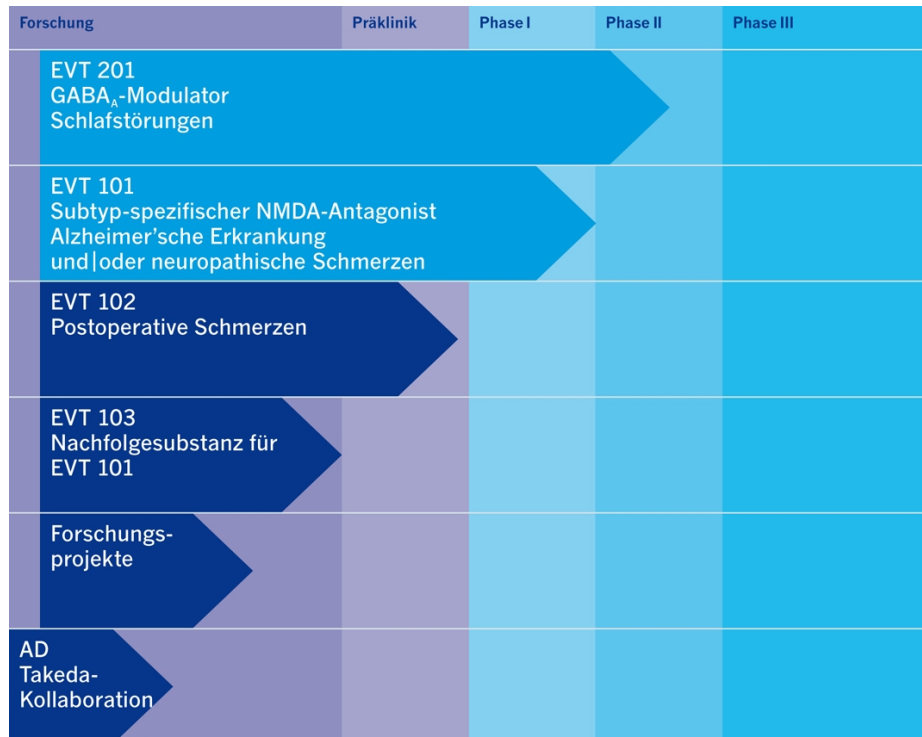 Forschung Präklinik Phase I Phase II Phase III
EVT 201
GABA_A-Modulator
Schlafstörungen
EVT 101
Subtyp-spezifischer NMDA-Antagonist
Alzheimer’sche Erkrankung
und|oder neuropathische Schmerzen
EVT 102
Postoperative Schmerzen
EVT 103
Nachfolgesubstanz für
EVT 101
Forschungs-
projekte
AD
Takeda-
Kollaboration